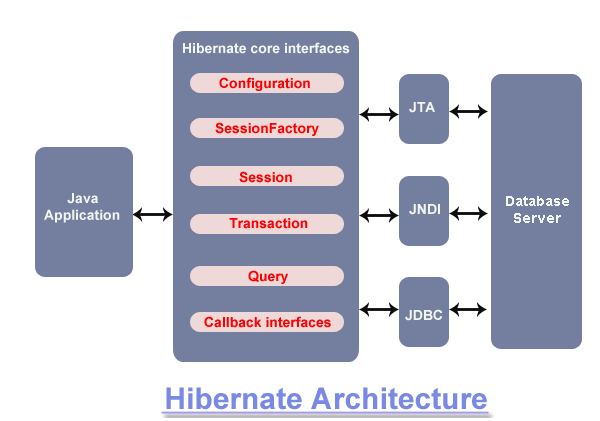 Hibernate core interfaces
Configuration
SessionFactory
Session
Transaction
Query
Callback interfaces
Java
Application
JTA
JNDI
JDBC
Database
Server
Hibernate Architecture